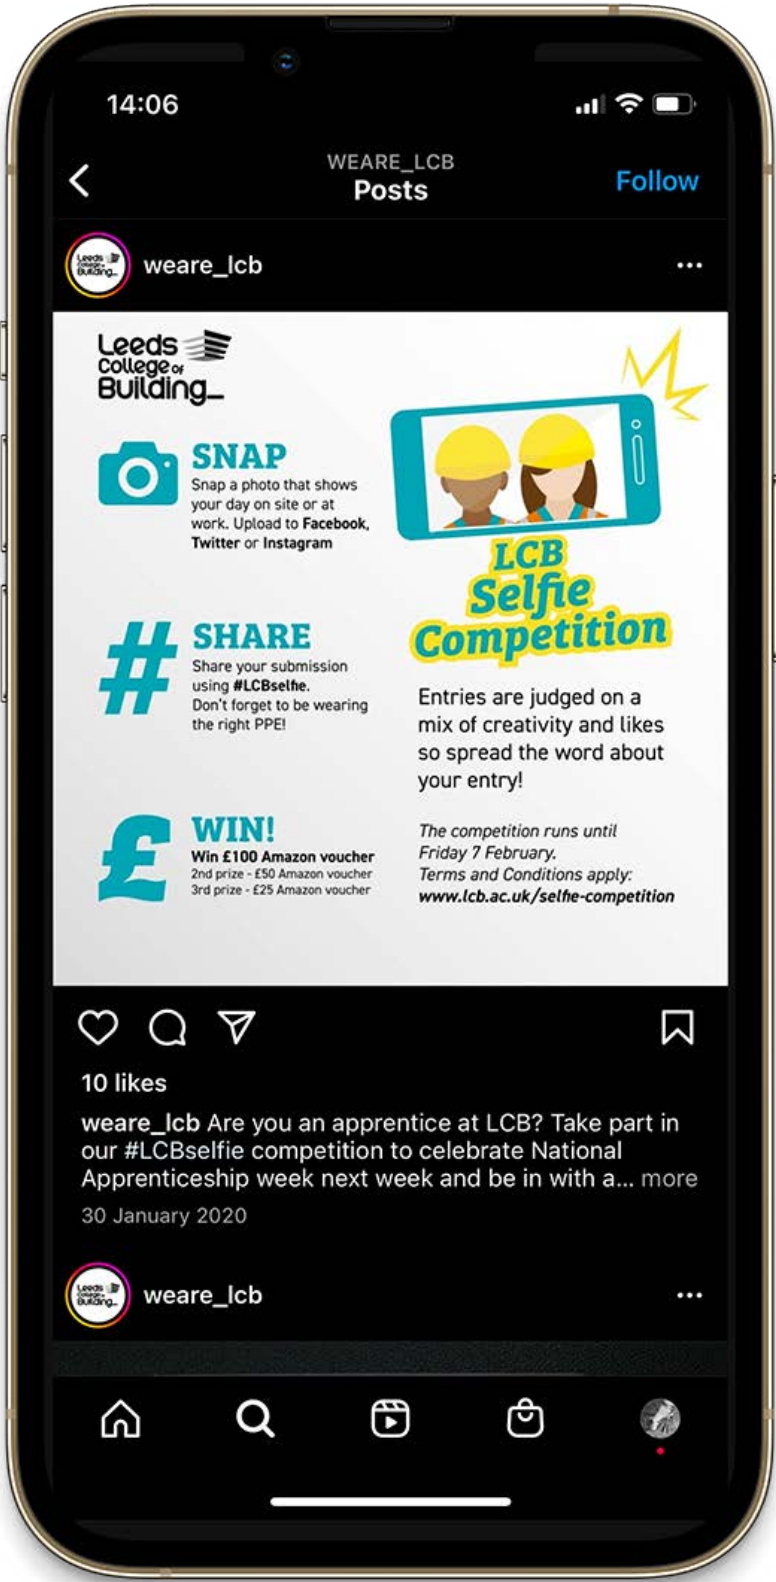 14:06
WEARE_LCB
Posts
Follow
weare_lcb
Leeds
College of
Building_
SNAP
Snap a photo that shows
your day on site or at
work. Upload to Facebook,
Twitter or Instagram
SHARE
Share your submission
using #LCBselfie.
Don't forget to be wearing
the right PPE!
WIN!
Win £100 Amazon voucher
2nd prize - £50 Amazon voucher
3rd prize - £25 Amazon voucher
LCB
Selfie
Competition
Entries are judged on a
mix of creativity and likes
so spread the word about
your entry!
The competition runs until
Friday 7 February.
Terms and Conditions apply:
www.lcb.ac.uk/selfie-competition
10 likes
weare_lcb Are you an apprentice at LCB? Take part in
our #LCBselfie competition to celebrate National
Apprenticeship week next week and be in with a... more
30 January 2020
Leeds
College of
Building_
weare_lcb